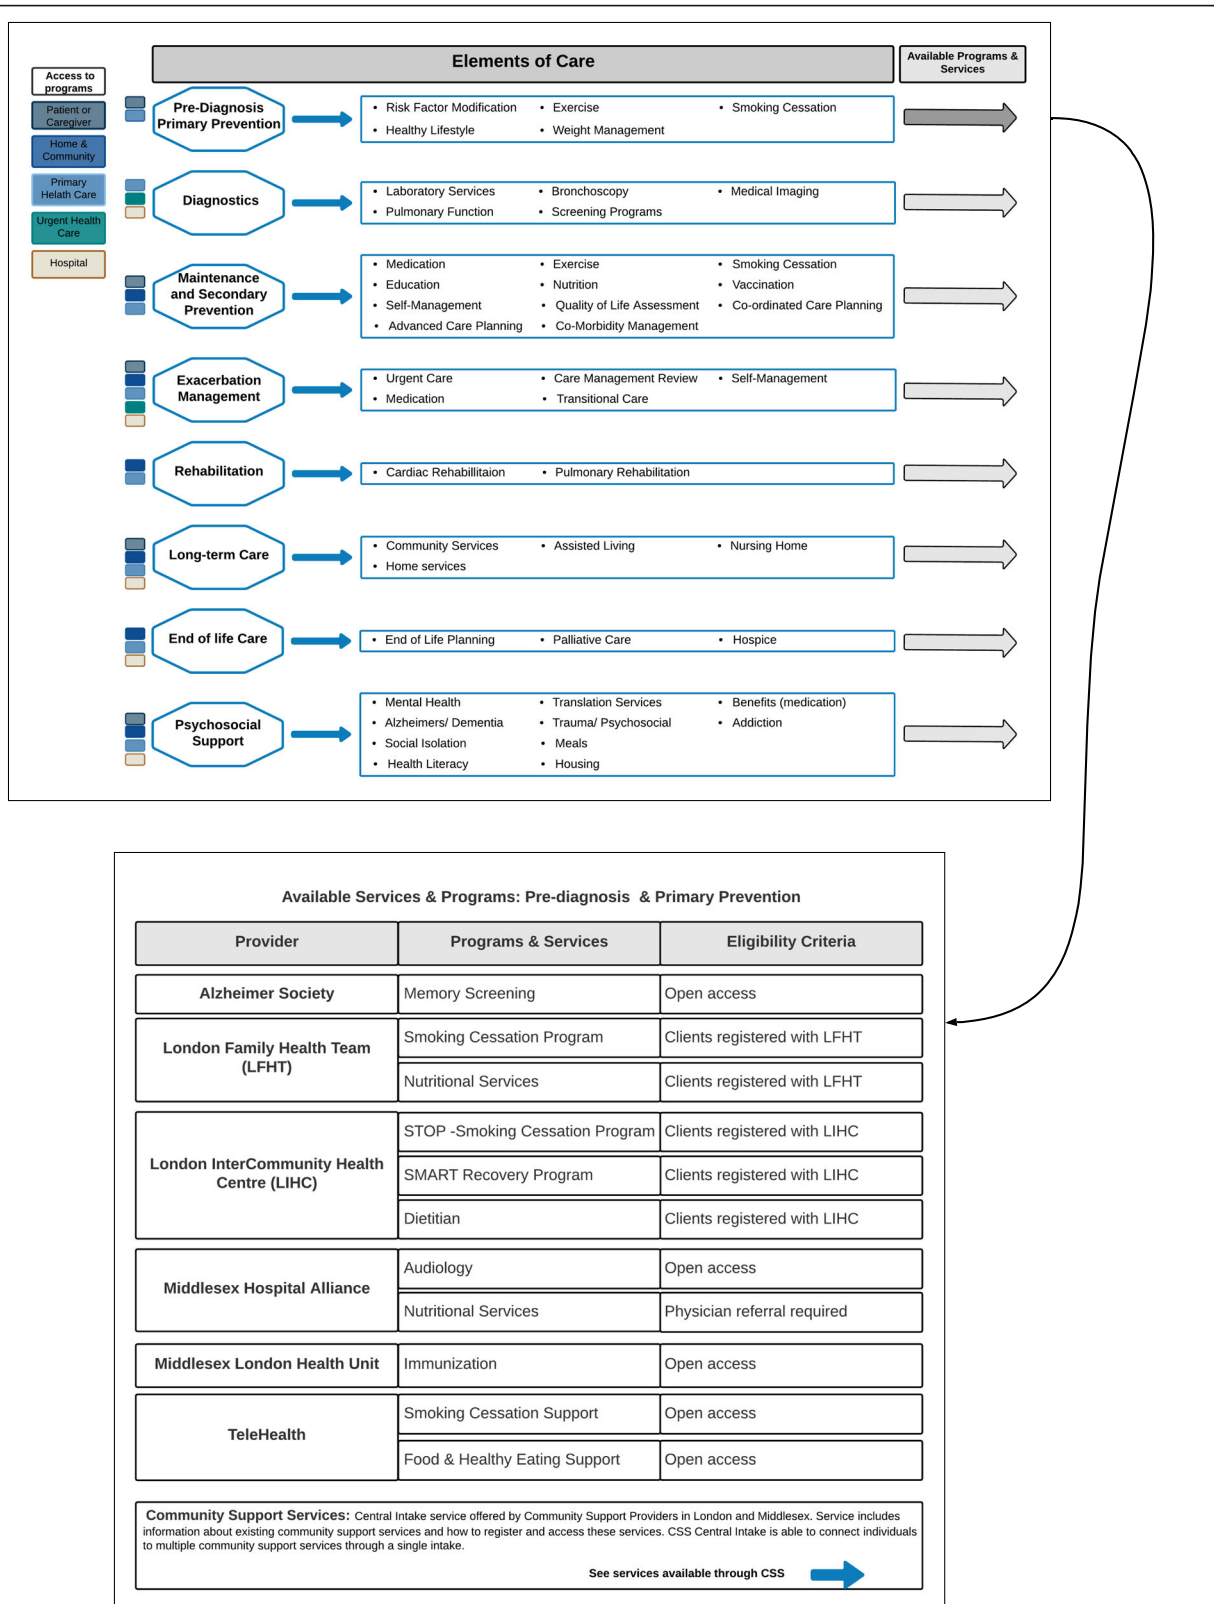 Elements of Care
Available Programs &
Services
Access to
programs
Patient or
Caregiver
Home &
Community
Primary
Helath Care
Urgent Health
Care
Hospital
Pre-Diagnosis
Primary Prevention
• Risk Factor Modification • Exercise • Smoking Cessation
• Healthy Lifestyle • Weight Management
Diagnostics
• Laboratory Services • Bronchoscopy • Medical Imaging
• Pulmonary Function • Screening Programs
Maintenance
and Secondary
Prevention
• Medication • Exercise • Smoking Cessation
• Education • Nutrition • Vaccination
• Self-Management • Quality of Life Assessment • Co-ordinated Care Planning
• Advanced Care Planning • Co-Morbidity Management
Exacerbation
Management
• Urgent Care • Care Management Review • Self-Management
• Medication • Transitional Care
Rehabilitation
• Cardiac Rehabillitaion • Pulmonary Rehabilitation
Long-term Care
• Community Services • Assisted Living • Nursing Home
• Home services
End of life Care
• End of Life Planning • Palliative Care • Hospice
Psychosocial
Support
• Mental Health • Translation Services • Benefits (medication)
• Alzheimers/ Dementia • Trauma/ Psychosocial • Addiction
• Social Isolation • Meals
• Health Literacy • Housing
Available Services & Programs: Pre-diagnosis & Primary Prevention
Provider Programs & Services Eligibility Criteria
Alzheimer Society Memory Screening Open access
London Family Health Team
(LFHT)
Smoking Cessation Program Clients registered with LFHT
Nutritional Services Clients registered with LFHT
London InterCommunity Health
Centre (LIHC)
STOP -Smoking Cessation Program Clients registered with LIHC
SMART Recovery Program Clients registered with LIHC
Dietitian Clients registered with LIHC
Middlesex Hospital Alliance
Audiology Open access
Nutritional Services Physician referral required
Middlesex London Health Unit Immunization Open access
TeleHealth
Smoking Cessation Support Open access
Food & Healthy Eating Support Open access
Community Support Services: Central Intake service offered by Community Support Providers in London and Middlesex. Service includes
information about existing community support services and how to register and access these services. CSS Central Intake is able to connect individuals
to multiple community support services through a single intake.
See services available through CSS